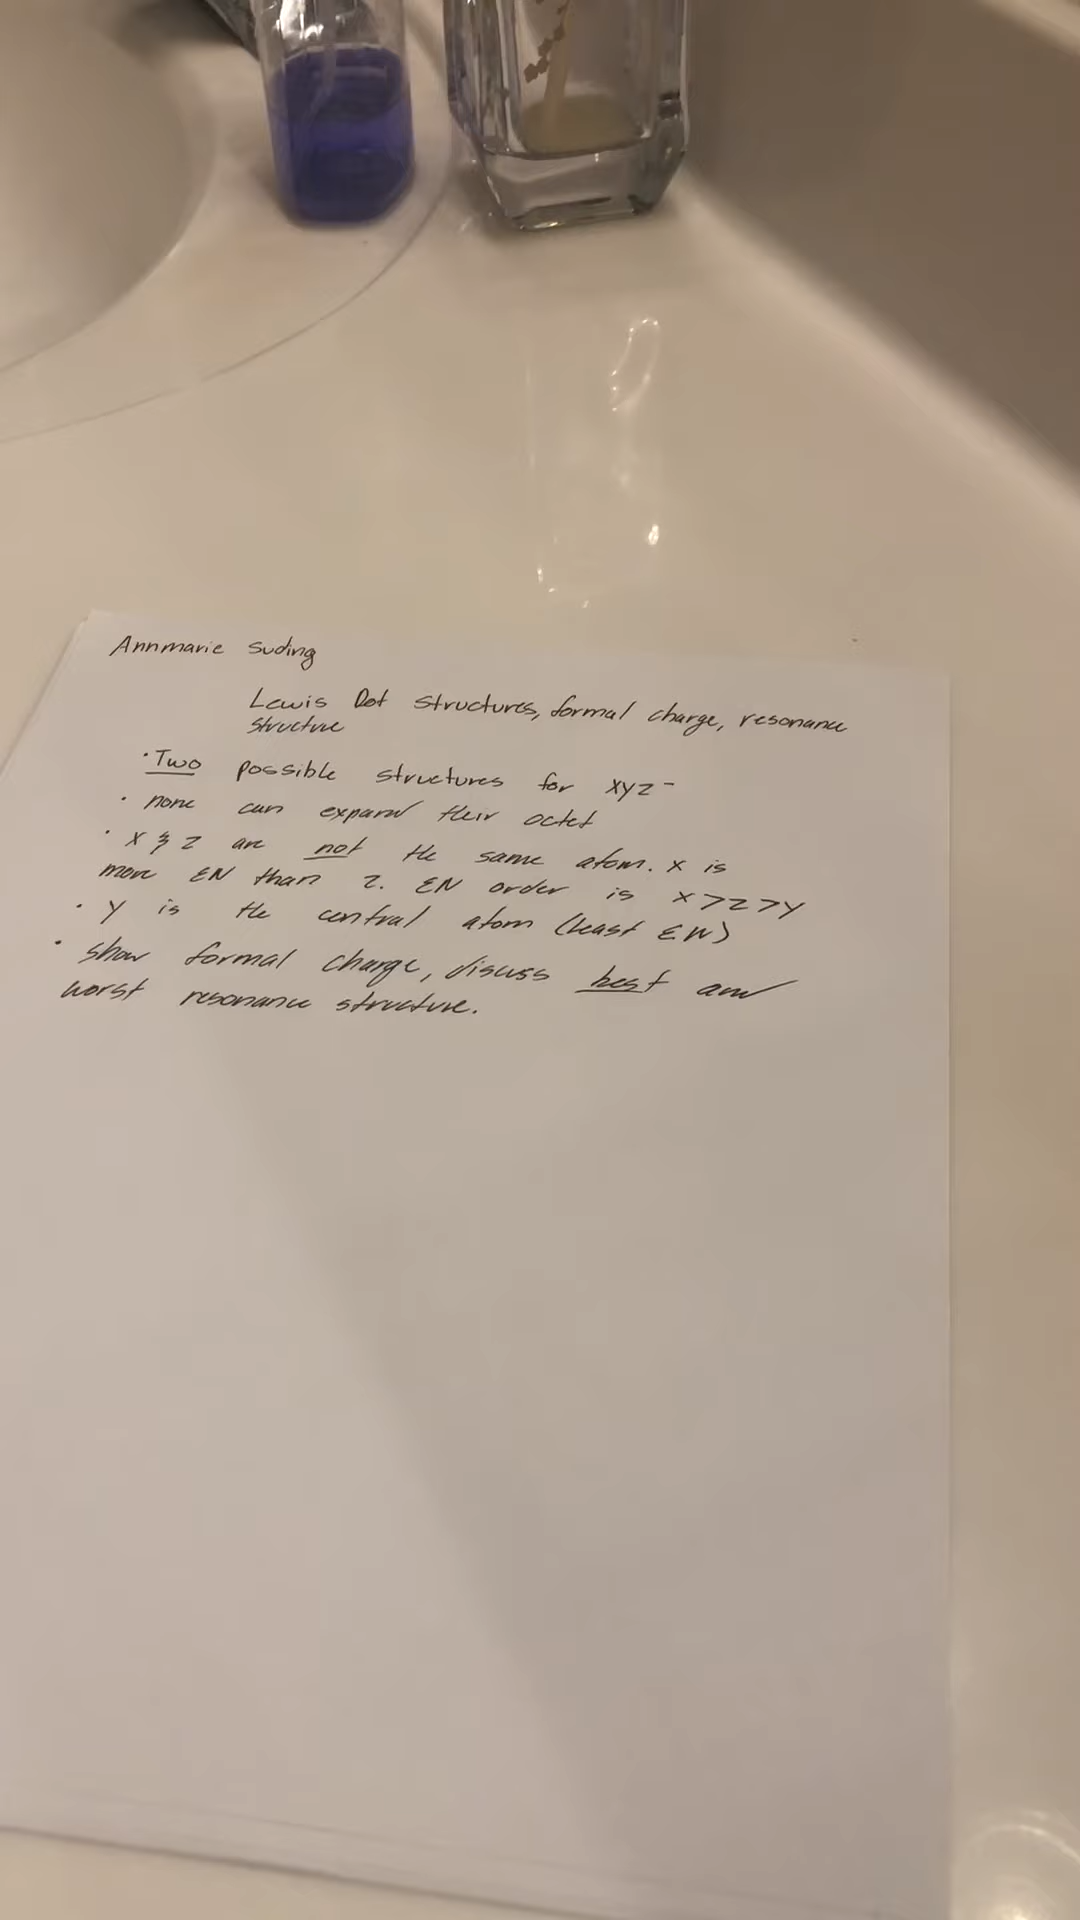 Annmarie Suding
Lewis Dot structures, formal charge, resonance
structure
· Two possible structures for xyz⁻
· none can expand their octet
· x & z are not the same atom. x is
more EN than z. EN order is x>z>y
· y is the central atom (least EN)
· show formal charge, discuss best and
worst resonance structure.